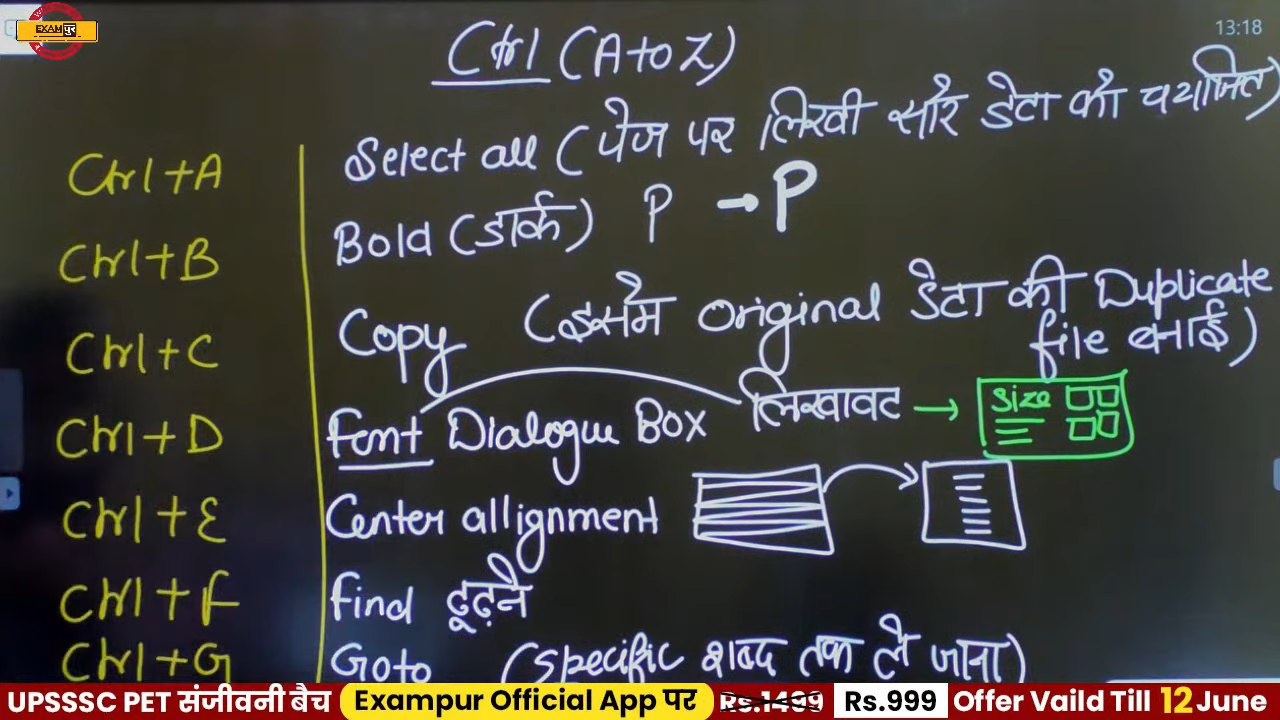 EXAMपुर
13:18
Ctrl (A to Z)
Ctrl+A Select all (पेज पर लिखी सारे डेटा को चयनित)
Ctrl+B Bold (डार्क) P → P
Ctrl+C Copy (इसमे Original डेटा की Duplicate
file बनाई)
Ctrl+D Font Dialogue Box लिखावट → Size
Ctrl+E Center allignment
Ctrl+F Find ढूढ़ने
Ctrl+G Goto (Specific शब्द तक ले जाना)
UPSSSC PET संजीवनी बैच Exampur Official App पर Rs.1499 Rs.999 Offer Vaild Till 12 June